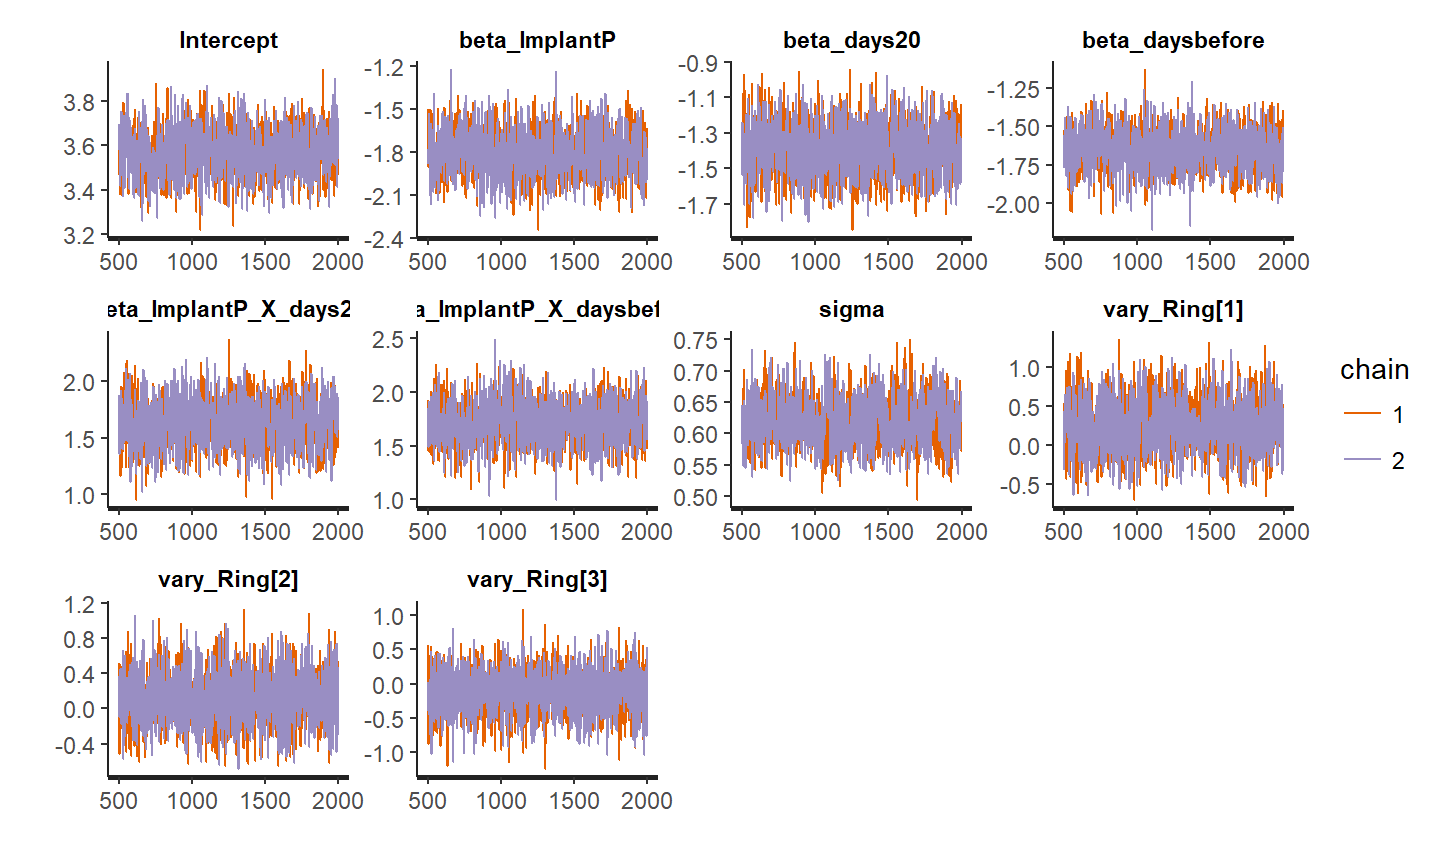 Intercept beta_ImplantP beta_days20 beta_daysbefore
3.8 3.6 3.4 3.2
-1.2 -1.5 -1.8 -2.1 -2.4
-0.9 -1.1 -1.3 -1.5 -1.7
-1.25 -1.50 -1.75 -2.00
500 1000 1500 2000 500 1000 1500 2000 500 1000 1500 2000 500 1000 1500 2000
eta_ImplantP_X_days2 a_ImplantP_X_daysbef sigma vary_Ring[1]
2.0 1.5 1.0
2.5 2.0 1.5 1.0
0.75 0.70 0.65 0.60 0.55 0.50
1.0 0.5 0.0 -0.5
500 1000 1500 2000 500 1000 1500 2000 500 1000 1500 2000 500 1000 1500 2000
chain
1
2
vary_Ring[2] vary_Ring[3]
1.2 0.8 0.4 0.0 -0.4
1.0 0.5 0.0 -0.5 -1.0
500 1000 1500 2000 500 1000 1500 2000